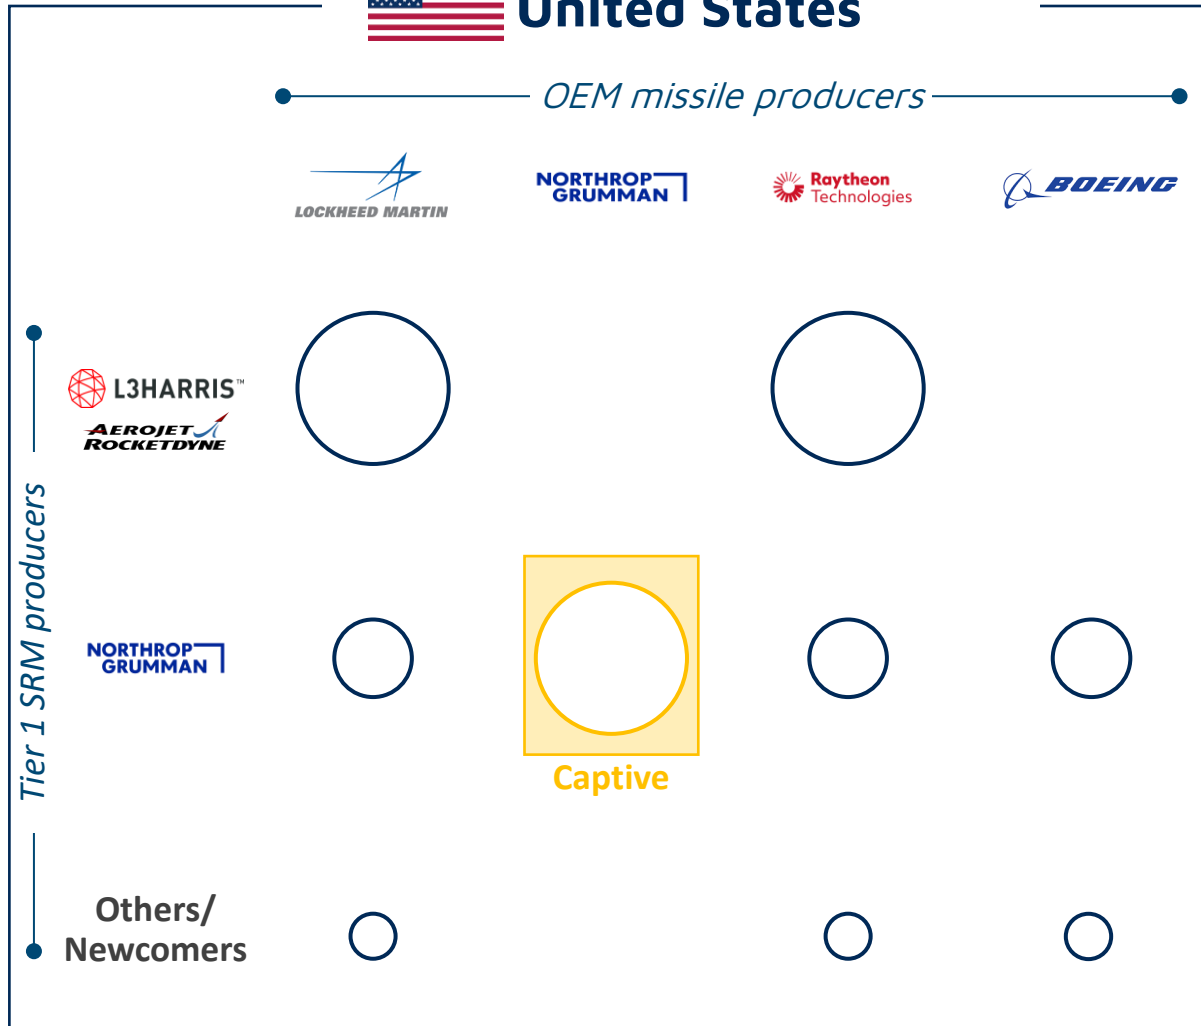 United States
OEM missile producers
LOCKHEED MARTIN
NORTHROP
GRUMMAN
Raytheon
Technologies
BOEING
Tier 1 SRM producers
L3HARRIS™
AEROJET
ROCKETDYNE
NORTHROP
GRUMMAN
Captive
Others/
Newcomers